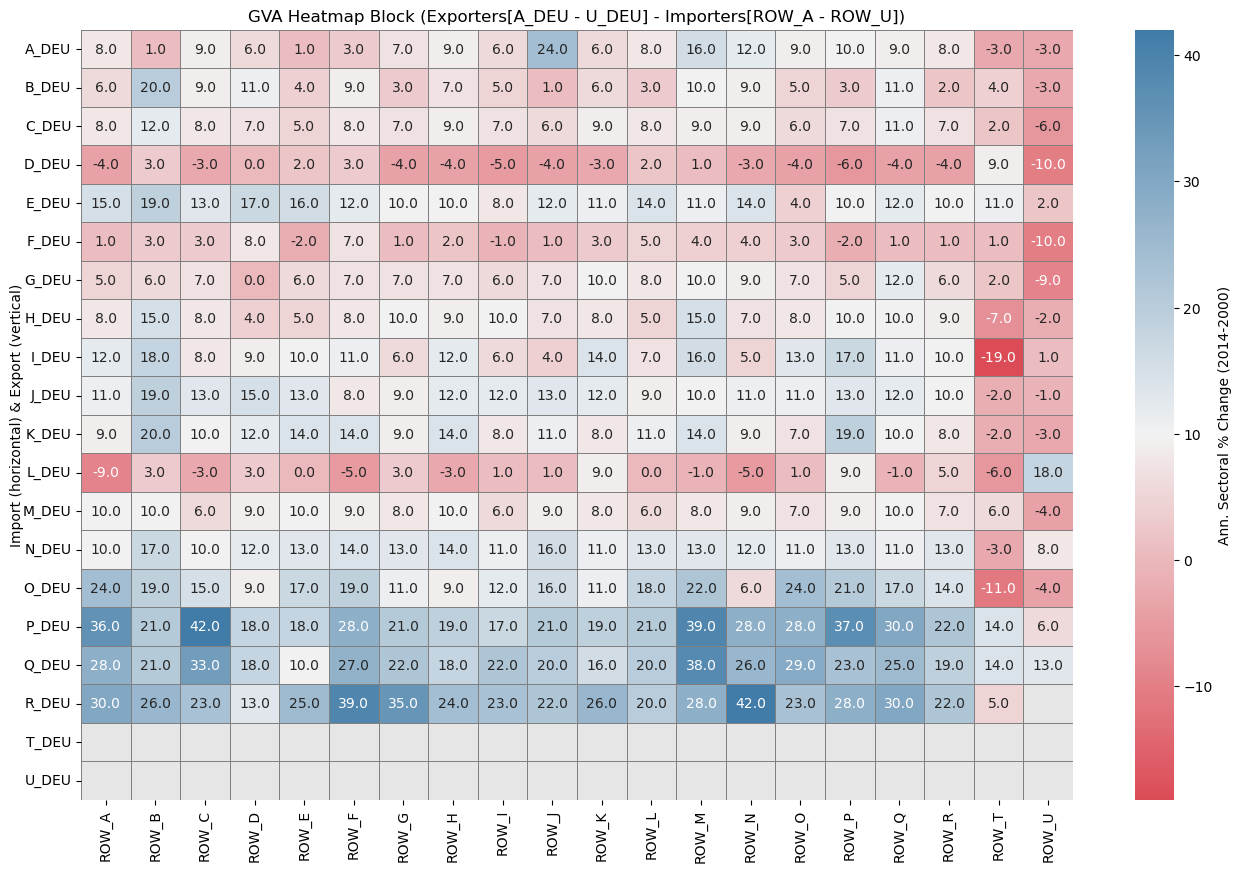 GVA Heatmap Block (Exporters[A_DEU - U_DEU] - Importers[ROW_A - ROW_U])
A_DEU 8.0 1.0 9.0 6.0 1.0 3.0 7.0 9.0 6.0 24.0 6.0 8.0 16.0 12.0 9.0 10.0 9.0 8.0 -3.0 -3.0
B_DEU 6.0 20.0 9.0 11.0 4.0 9.0 3.0 7.0 5.0 1.0 6.0 3.0 10.0 9.0 5.0 3.0 11.0 2.0 4.0 -3.0
C_DEU 8.0 12.0 8.0 7.0 5.0 8.0 7.0 9.0 7.0 6.0 9.0 8.0 9.0 9.0 6.0 7.0 11.0 7.0 2.0 -6.0
D_DEU -4.0 3.0 -3.0 0.0 2.0 3.0 -4.0 -4.0 -5.0 -4.0 -3.0 2.0 1.0 -3.0 -4.0 -6.0 -4.0 -4.0 9.0 -10.0
E_DEU 15.0 19.0 13.0 17.0 16.0 12.0 10.0 10.0 8.0 12.0 11.0 14.0 11.0 14.0 4.0 10.0 12.0 10.0 11.0 2.0
F_DEU 1.0 3.0 3.0 8.0 -2.0 7.0 1.0 2.0 -1.0 1.0 3.0 5.0 4.0 4.0 3.0 -2.0 1.0 1.0 1.0 -10.0
G_DEU 5.0 6.0 7.0 0.0 6.0 7.0 7.0 7.0 6.0 7.0 10.0 8.0 10.0 9.0 7.0 5.0 12.0 6.0 2.0 -9.0
H_DEU 8.0 15.0 8.0 4.0 5.0 8.0 10.0 9.0 10.0 7.0 8.0 5.0 15.0 7.0 8.0 10.0 10.0 9.0 -7.0 -2.0
I_DEU 12.0 18.0 8.0 9.0 10.0 11.0 6.0 12.0 6.0 4.0 14.0 7.0 16.0 5.0 13.0 17.0 11.0 10.0 -19.0 1.0
J_DEU 11.0 19.0 13.0 15.0 13.0 8.0 9.0 12.0 12.0 13.0 12.0 9.0 10.0 11.0 11.0 13.0 12.0 10.0 -2.0 -1.0
K_DEU 9.0 20.0 10.0 12.0 14.0 14.0 9.0 14.0 8.0 11.0 8.0 11.0 14.0 9.0 7.0 19.0 10.0 8.0 -2.0 -3.0
L_DEU -9.0 3.0 -3.0 3.0 0.0 -5.0 3.0 -3.0 1.0 1.0 9.0 0.0 -1.0 -5.0 1.0 9.0 -1.0 5.0 -6.0 18.0
M_DEU 10.0 10.0 6.0 9.0 10.0 9.0 8.0 10.0 6.0 9.0 8.0 6.0 8.0 9.0 7.0 9.0 10.0 7.0 6.0 -4.0
N_DEU 10.0 17.0 10.0 12.0 13.0 14.0 13.0 14.0 11.0 16.0 11.0 13.0 13.0 12.0 11.0 13.0 11.0 13.0 -3.0 8.0
O_DEU 24.0 19.0 15.0 9.0 17.0 19.0 11.0 9.0 12.0 16.0 11.0 18.0 22.0 6.0 24.0 21.0 17.0 14.0 -11.0 -4.0
P_DEU 36.0 21.0 42.0 18.0 18.0 28.0 21.0 19.0 17.0 21.0 19.0 21.0 39.0 28.0 28.0 37.0 30.0 22.0 14.0 6.0
Q_DEU 28.0 21.0 33.0 18.0 10.0 27.0 22.0 18.0 22.0 20.0 16.0 20.0 38.0 26.0 29.0 23.0 25.0 19.0 14.0 13.0
R_DEU 30.0 26.0 23.0 13.0 25.0 39.0 35.0 24.0 23.0 22.0 26.0 20.0 28.0 42.0 23.0 28.0 30.0 22.0 5.0
T_DEU
U_DEU
ROW_A ROW_B ROW_C ROW_D ROW_E ROW_F ROW_G ROW_H ROW_I ROW_J ROW_K ROW_L ROW_M ROW_N ROW_O ROW_P ROW_Q ROW_R ROW_T ROW_U
Import (horizontal) & Export (vertical)
40
30
20
10
0
−10
Ann. Sectoral % Change (2014-2000)